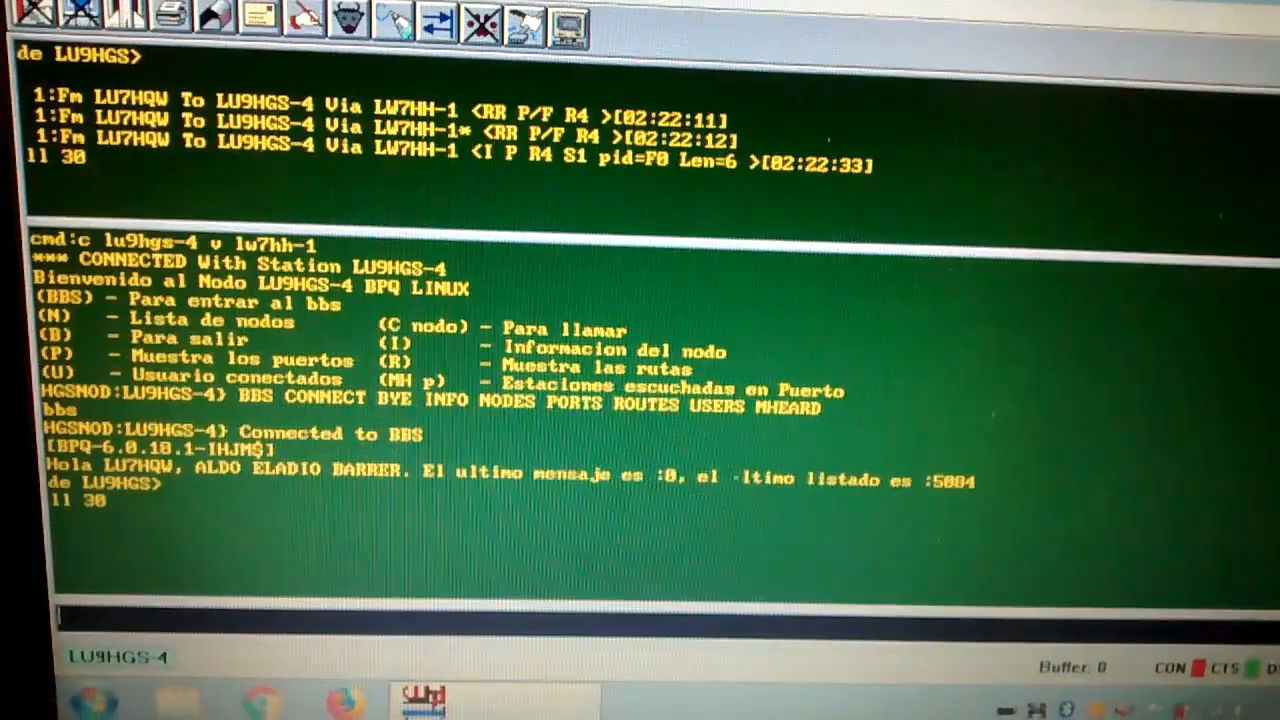 de LU9HGS>
1:Fm LU7HQW To LU9HGS-4 Via LW7HH-1 <RR P/F R4 >[02:22:11]
1:Fm LU7HQW To LU9HGS-4 Via LW7HH-1* <RR P/F R4 >[02:22:12]
1:Fm LU7HQW To LU9HGS-4 Via LW7HH-1 <I P R4 S1 pid=F0 Len=6 >[02:22:33]
ll 30
cmd:c lu9hgs-4 v lw7hh-1
*** CONNECTED With Station LU9HGS-4
Bienvenido al Nodo LU9HGS-4 BPQ LINUX
(BBS) - Para entrar al bbs
(N) - Lista de nodos (C nodo) - Para llamar
(B) - Para salir (I) - Informacion del nodo
(P) - Muestra los puertos (R) - Muestra las rutas
(U) - Usuario conectados (MH p) - Estaciones escuchadas en Puerto
HGSNOD:LU9HGS-4} BBS CONNECT BYE INFO NODES PORTS ROUTES USERS MHEARD
bbs
HGSNOD:LU9HGS-4} Connected to BBS
[BPQ-6.0.18.1-IHJM$]
Hola LU7HQW, ALDO ELADIO BARRER. El ultimo mensaje es :0, el -ltimo listado es :5004
de LU9HGS>
ll 30
LU9HGS-4
Buffer: 0 CON CTS